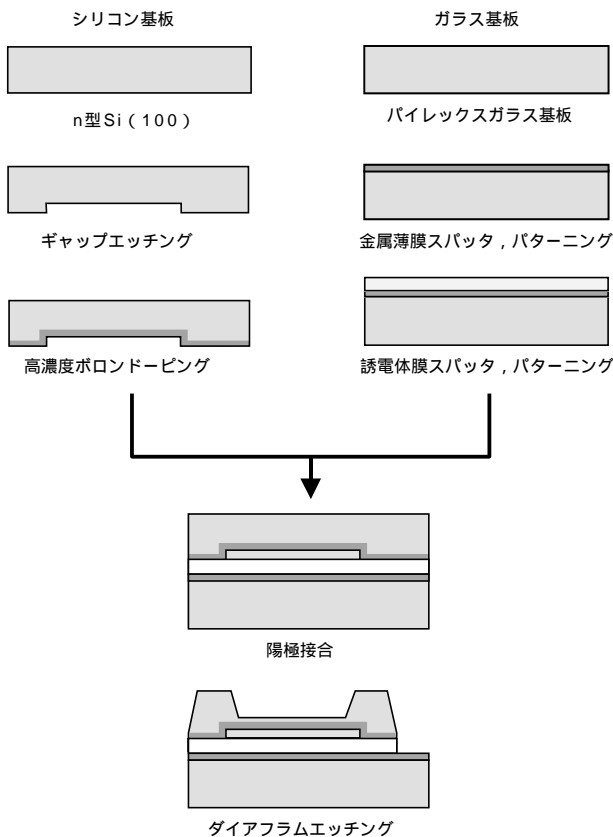 シリコン基板
ガラス基板
n型Si（100）
パイレックスガラス基板
ギャップエッチング
金属薄膜スパッタ，パターニング
高濃度ボロンドーピング
誘電体膜スパッタ，パターニング
陽極接合
ダイアフラムエッチング